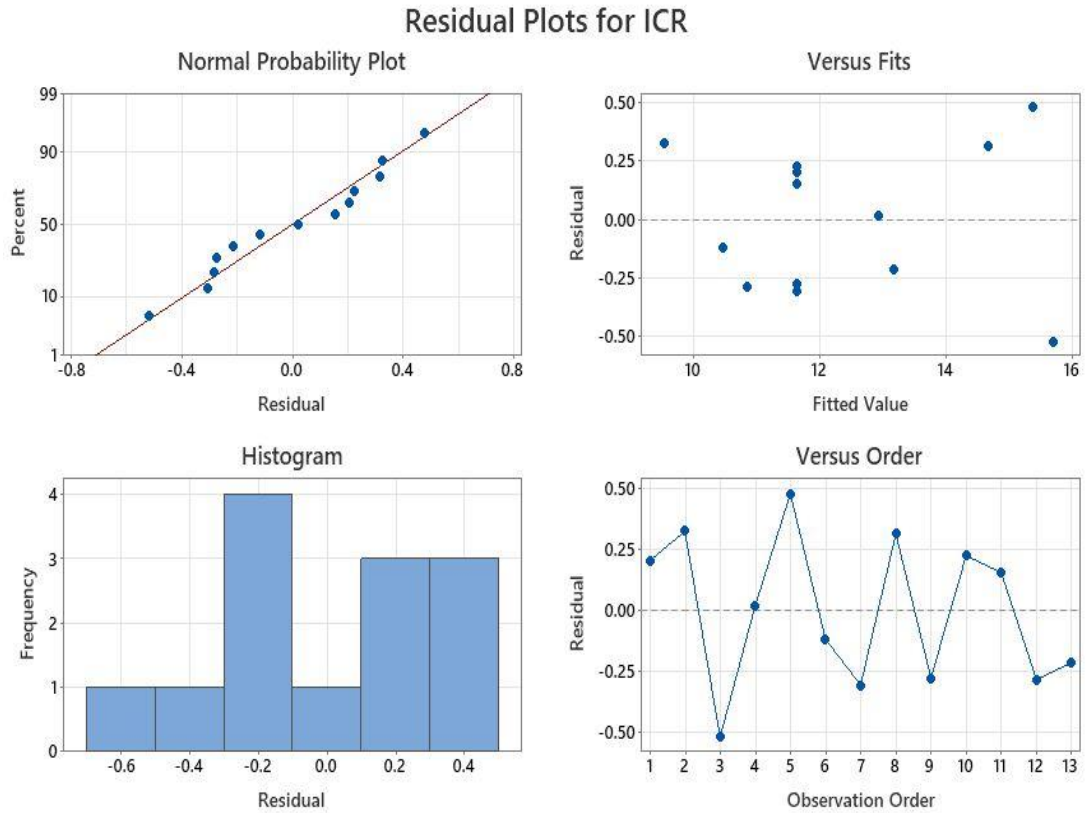 Residual Plots for ICR
Normal Probability Plot
99
90
50
10
1
Percent
-0.8 -0.4 0.0 0.4 0.8
Residual
Versus Fits
0.50
0.25
0.00
-0.25
-0.50
Residual
10 12 14 16
Fitted Value
Histogram
4
3
2
1
0
Frequency
-0.6 -0.4 -0.2 0.0 0.2 0.4
Residual
Versus Order
0.50
0.25
0.00
-0.25
-0.50
Residual
1 2 3 4 5 6 7 8 9 10 11 12 13
Observation Order